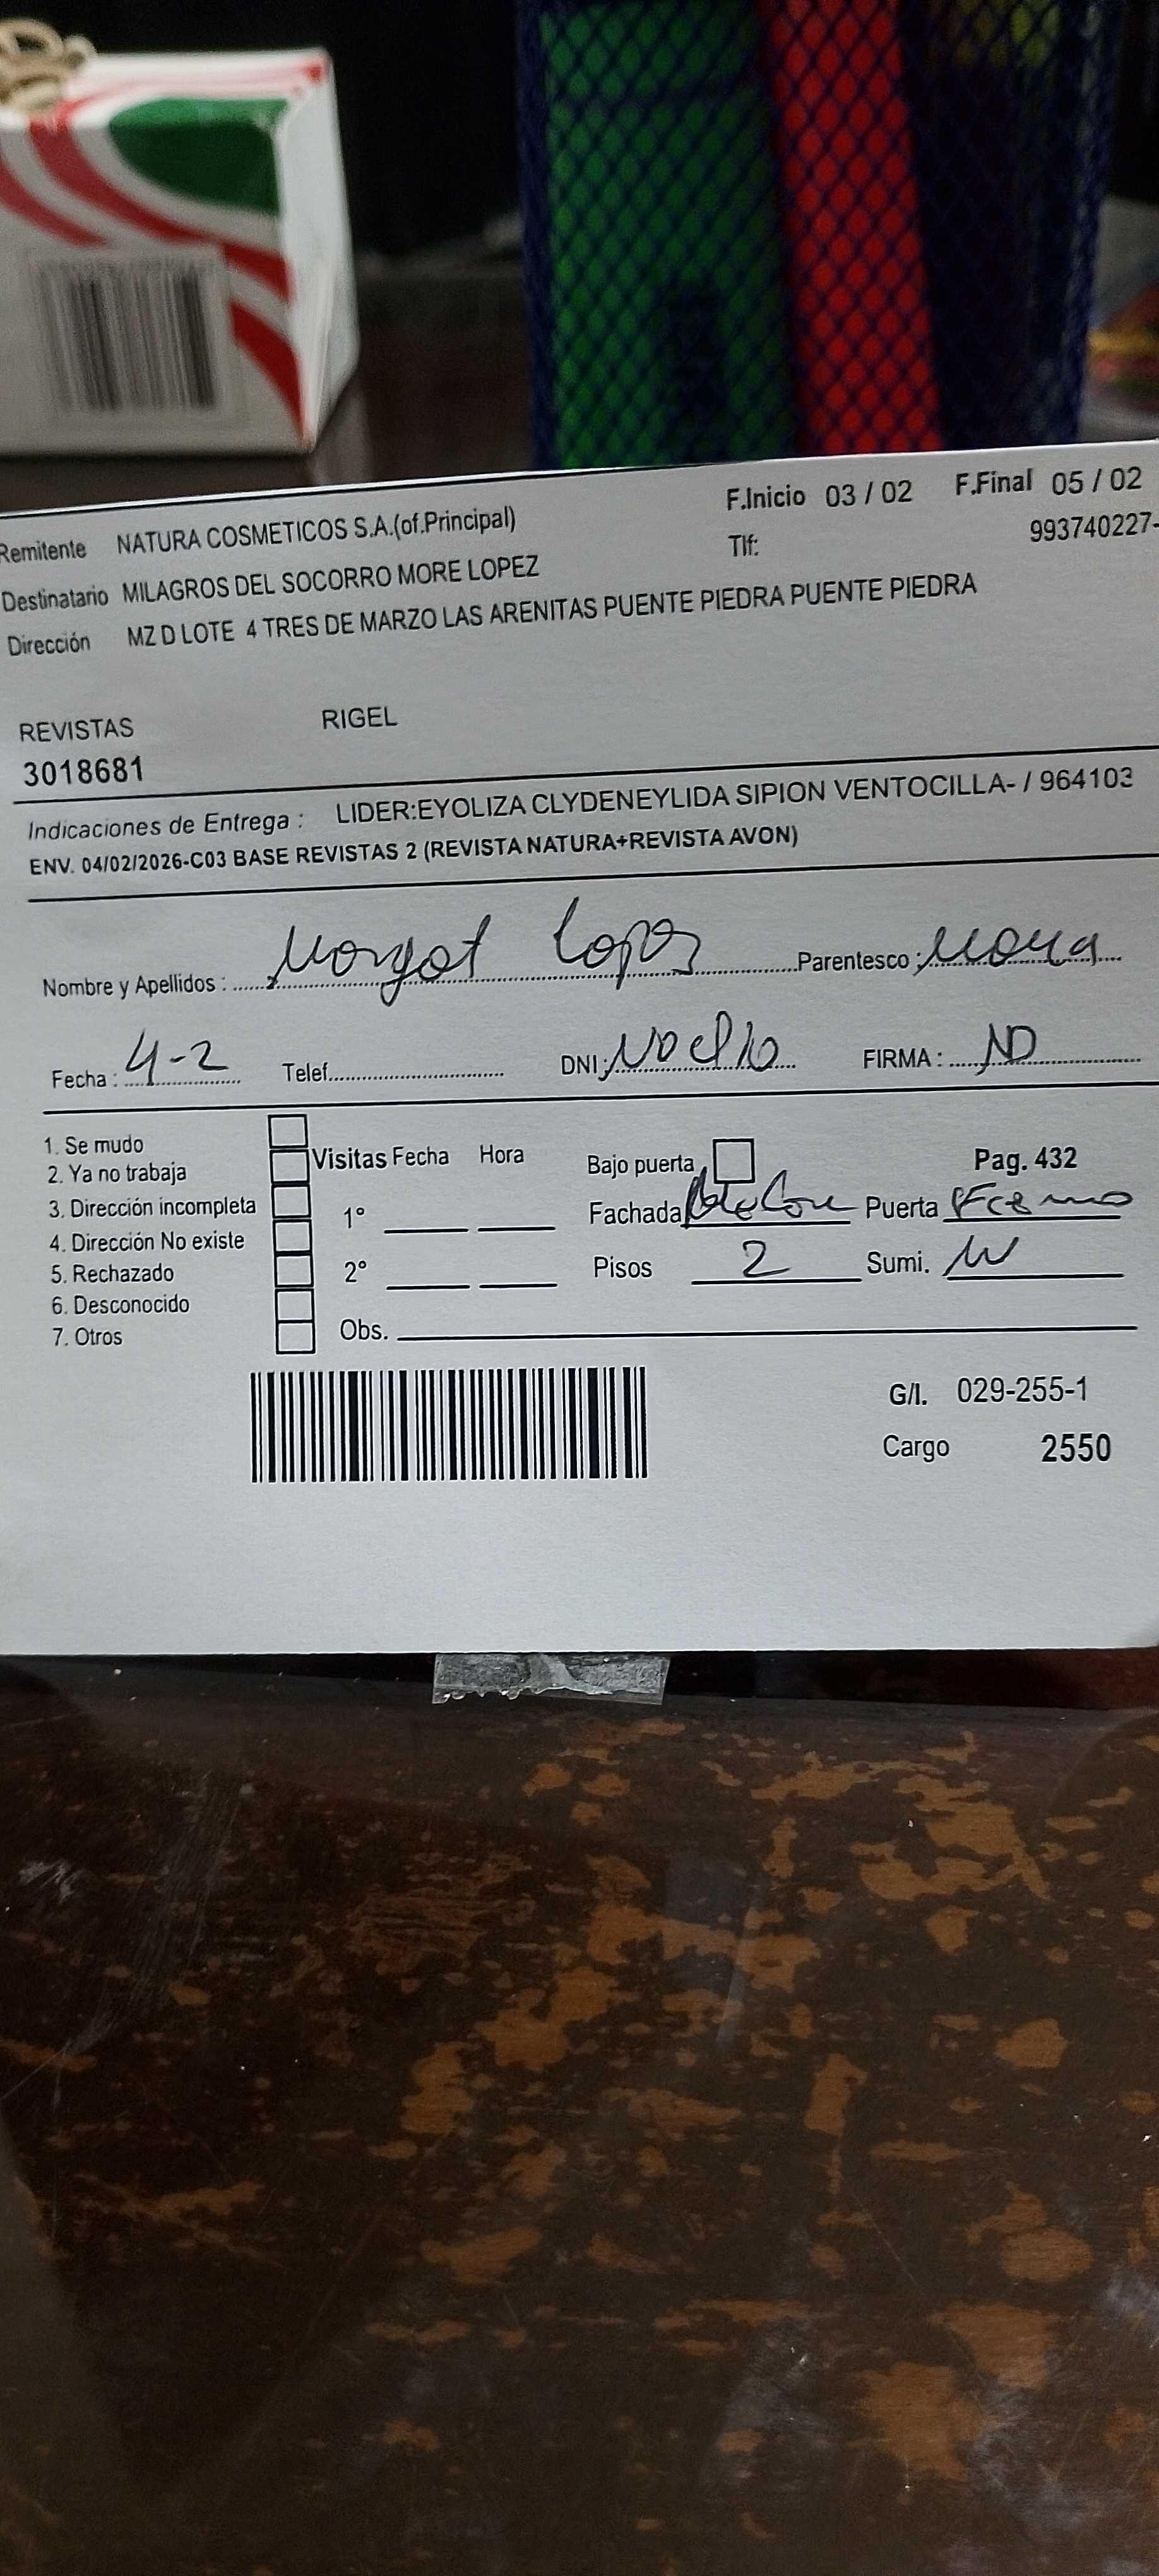 F.Inicio 03 / 02 F.Final 05 / 02
Remitente NATURA COSMETICOS S.A.(of.Principal)
Tlf: 993740227-
Destinatario MILAGROS DEL SOCORRO MORE LOPEZ
Dirección MZ D LOTE 4 TRES DE MARZO LAS ARENITAS PUENTE PIEDRA PUENTE PIEDRA
REVISTAS RIGEL
3018681
Indicaciones de Entrega : LIDER:EYOLIZA CLYDENEYLIDA SIPION VENTOCILLA- / 964103
ENV. 04/02/2026-C03 BASE REVISTAS 2 (REVISTA NATURA+REVISTA AVON)
Nombre y Apellidos : Morgot Lopez Parentesco :
Fecha : 4-2 Telef. DNI: FIRMA : ND
1. Se mudo
2. Ya no trabaja
3. Dirección incompleta
4. Dirección No existe
5. Rechazado
6. Desconocido
7. Otros
Visitas Fecha Hora
1°
2°
Obs.
Bajo puerta Pag. 432
Fachada Puerta
Pisos 2 Sumi.
G/I. 029-255-1
Cargo 2550